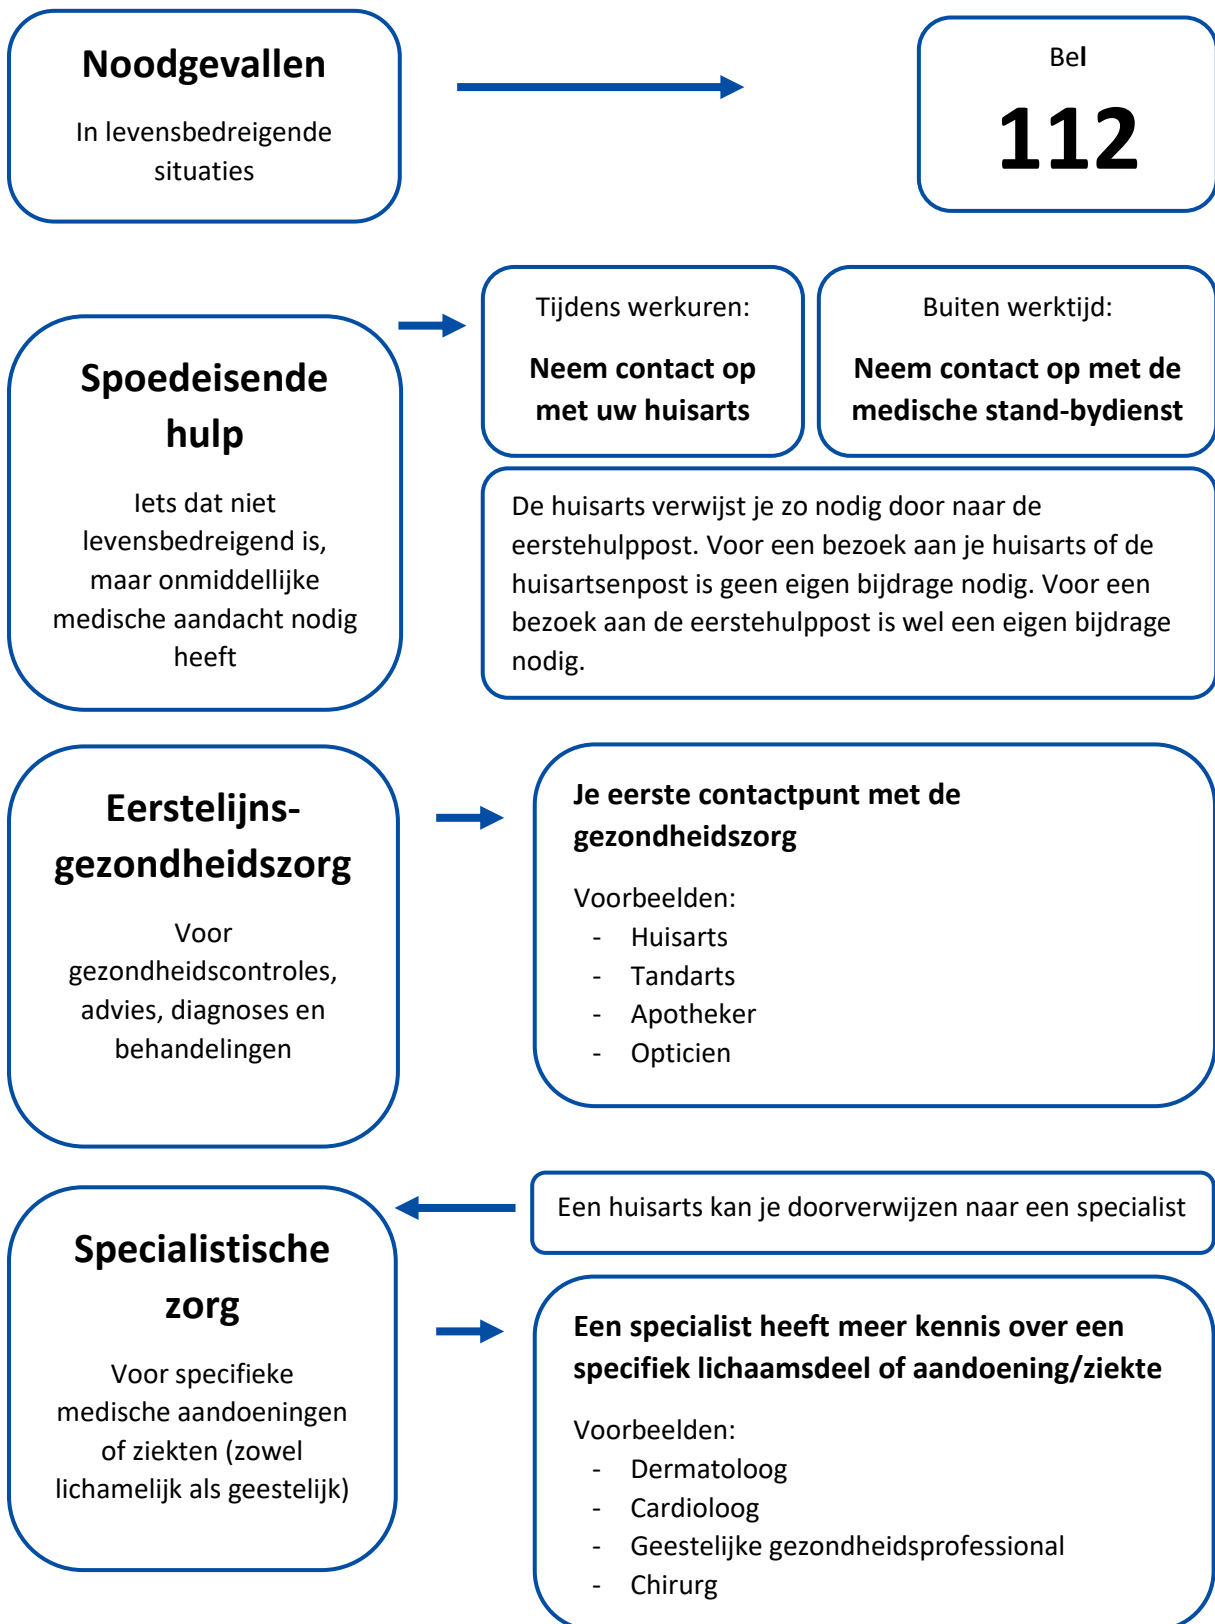 Noodgevallen
In levensbedreigende
situaties
Bel
112
Spoedeisende
hulp
Iets dat niet
levensbedreigend is,
maar onmiddellijke
medische aandacht nodig
heeft
Tijdens werkuren:
Neem contact op
met uw huisarts
Buiten werktijd:
Neem contact op met de
medische stand-bydienst
De huisarts verwijst je zo nodig door naar de
eerstehulppost. Voor een bezoek aan je huisarts of de
huisartsenpost is geen eigen bijdrage nodig. Voor een
bezoek aan de eerstehulppost is wel een eigen bijdrage
nodig.
Eerstelijns-
gezondheidszorg
Voor
gezondheidscontroles,
advies, diagnoses en
behandelingen
Je eerste contactpunt met de
gezondheidszorg
Voorbeelden:
- Huisarts
- Tandarts
- Apotheker
- Opticien
Specialistische
zorg
Voor specifieke
medische aandoeningen
of ziekten (zowel
lichamelijk als geestelijk)
Een huisarts kan je doorverwijzen naar een specialist
Een specialist heeft meer kennis over een
specifiek lichaamsdeel of aandoening/ziekte
Voorbeelden:
- Dermatoloog
- Cardioloog
- Geestelijke gezondheidsprofessional
- Chirurg